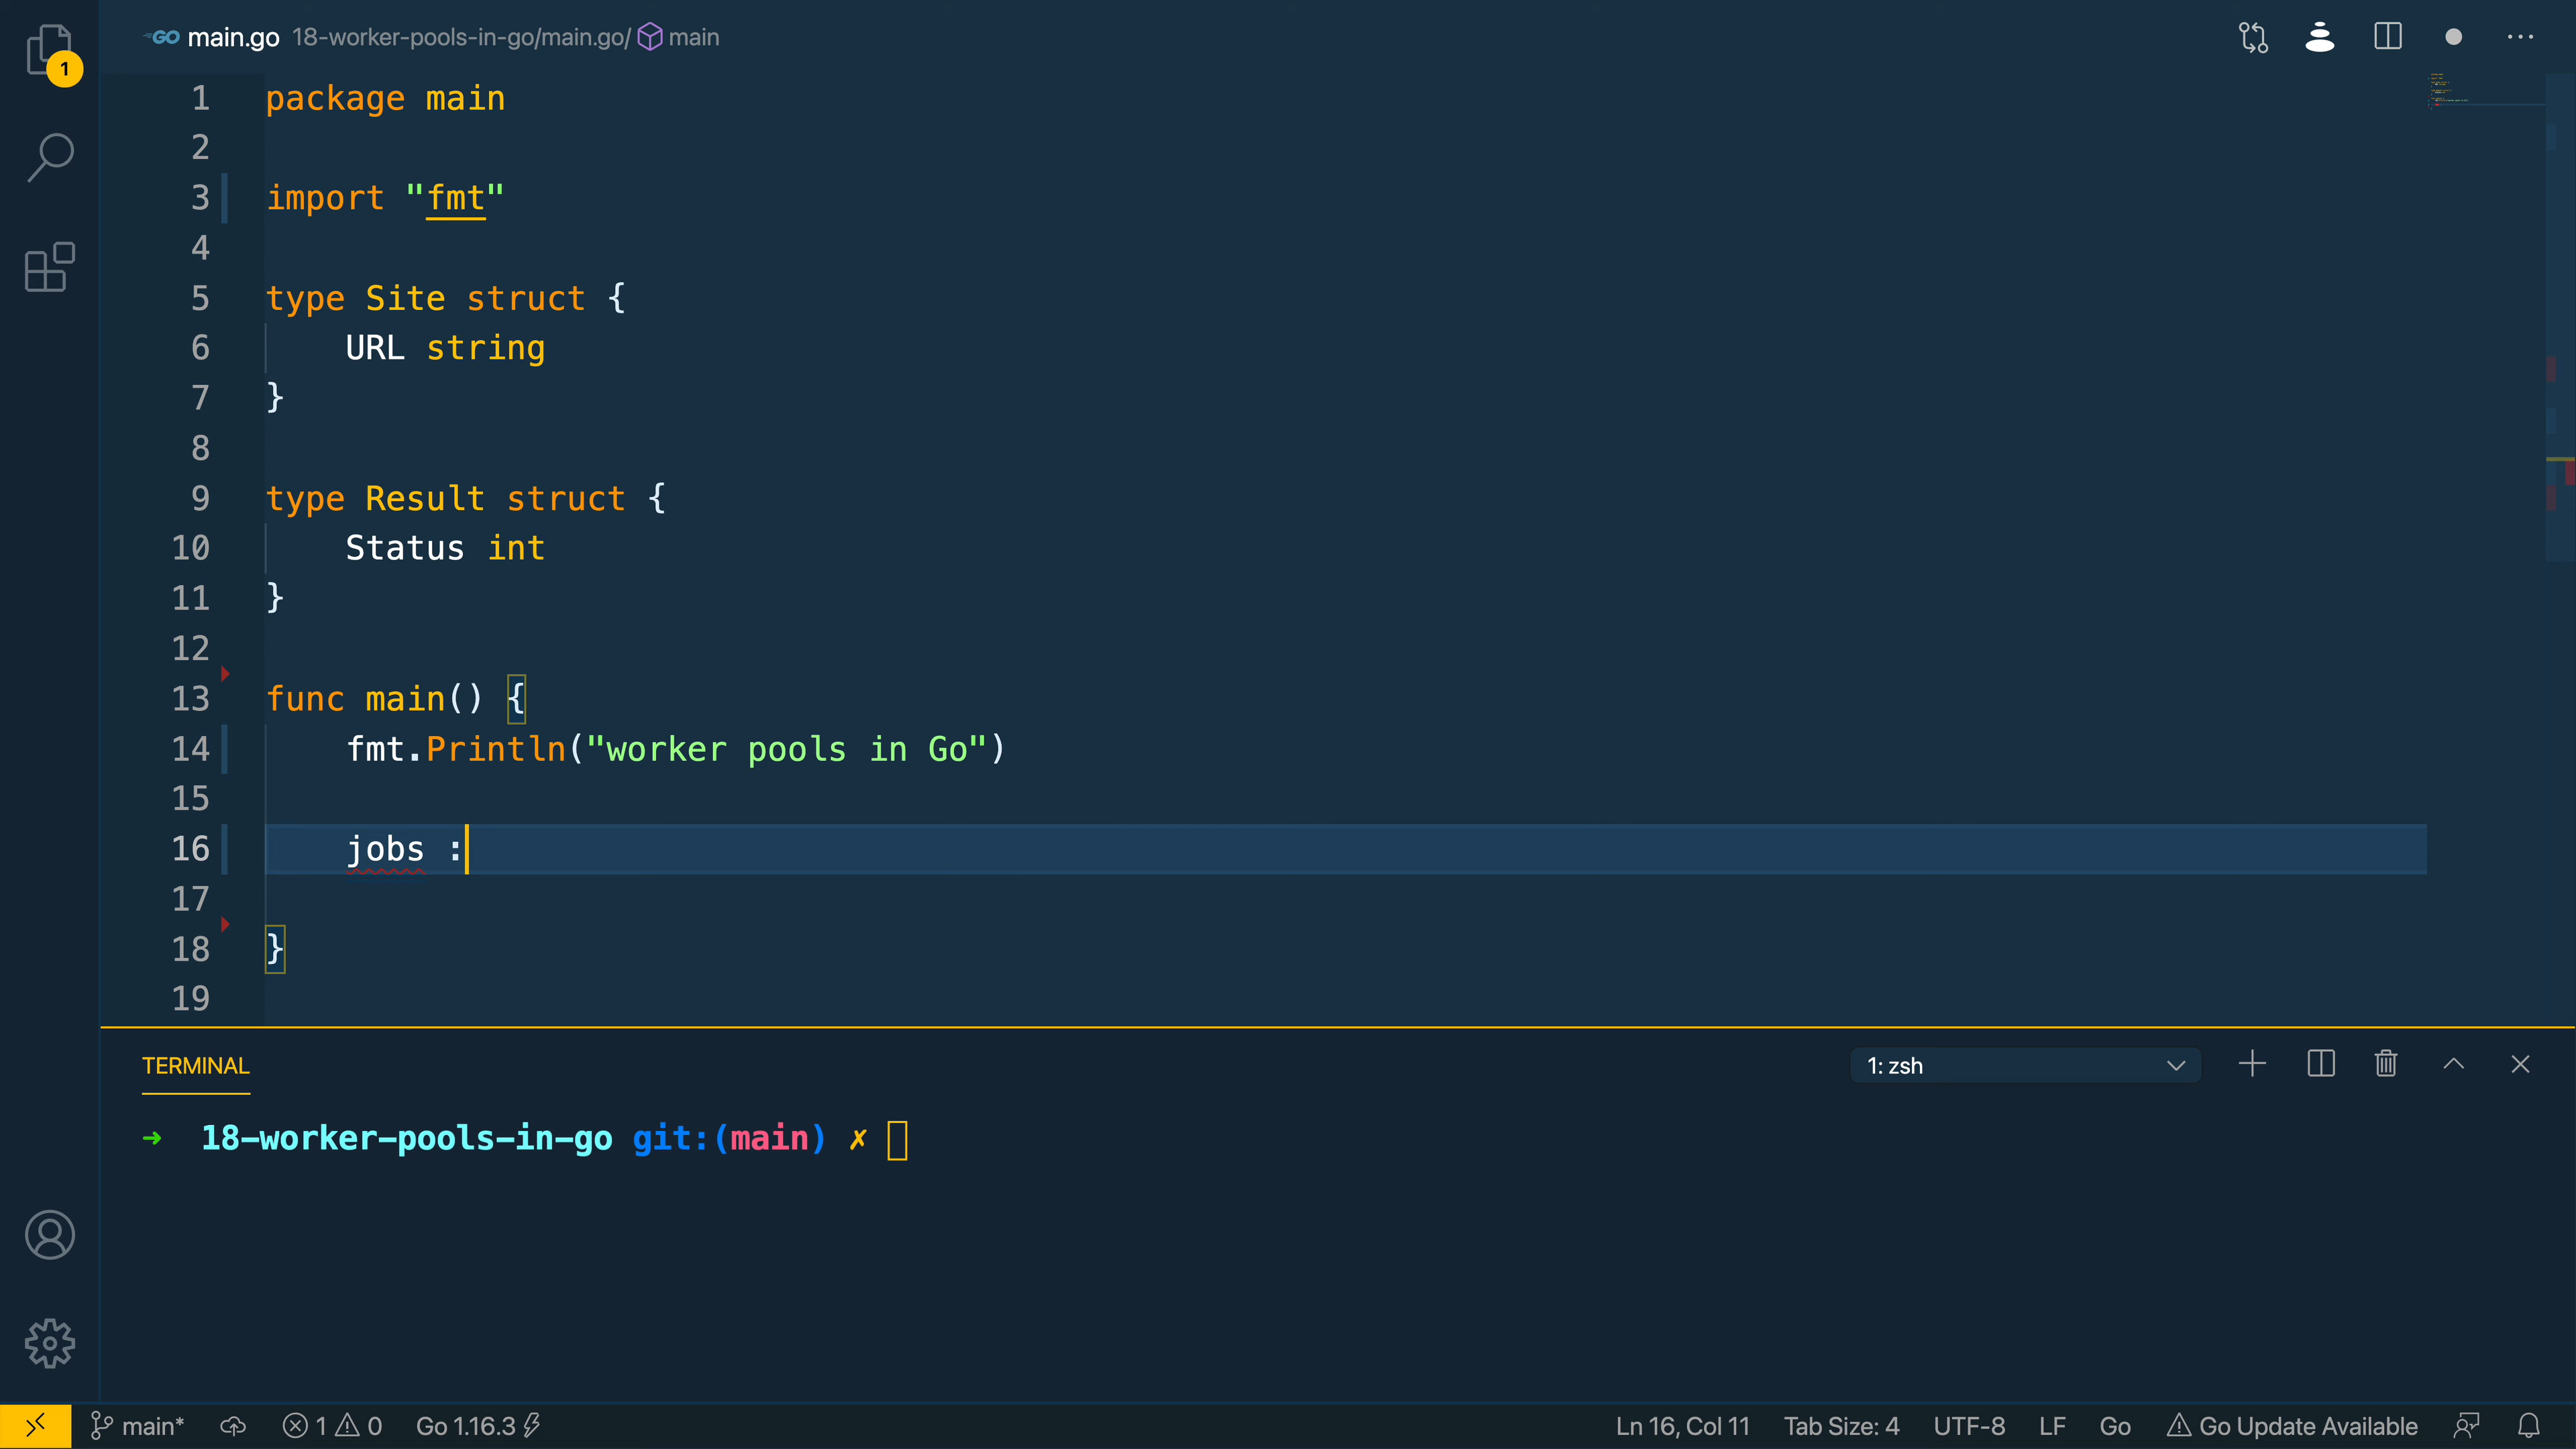 GO main.go 18-worker-pools-in-go/main.go/ main
1
1 package main
2
3 import "fmt"
4
5 type Site struct {
6 URL string
7 }
8
9 type Result struct {
10 Status int
11 }
12
13 func main() {
14 fmt.Println("worker pools in Go")
15
16 jobs :
17
18 }
19
TERMINAL 1: zsh
➜ 18-worker-pools-in-go git:(main) ✗
main* 1 0 Go 1.16.3 Ln 16, Col 11 Tab Size: 4 UTF-8 LF Go Go Update Available